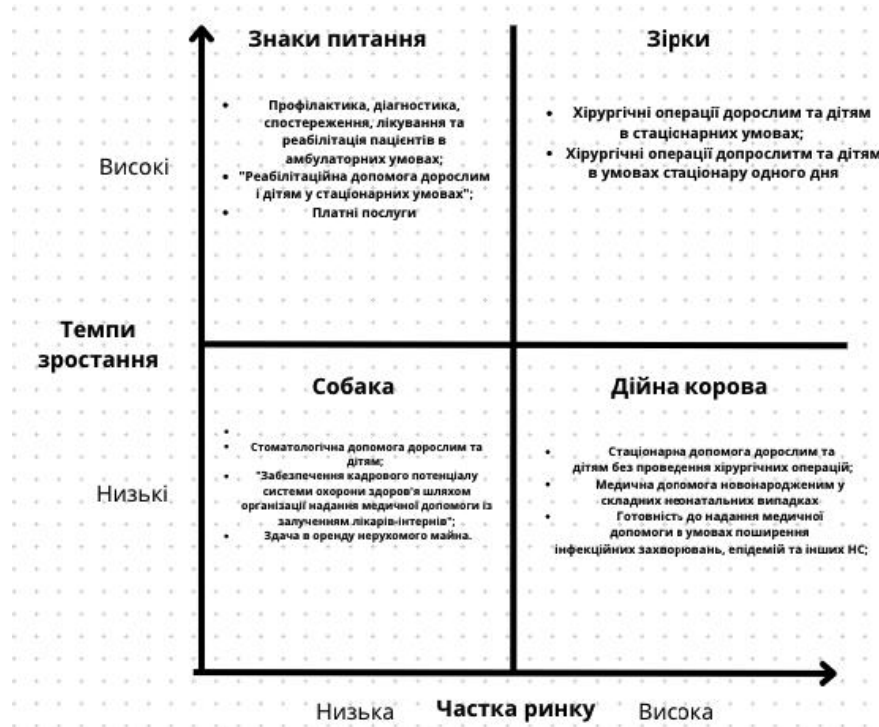 Знаки питання
Зірки
Профілактика, діагностика,
спостереження, лікування та
реабілітація пацієнтів в
амбулаторних умовах;
"Реабілітаційна допомога дорослим
і дітям у стаціонарних умовах";
Платні послуги
Хірургічні операції дорослим та дітям
в стаціонарних умовах;
Хірургічні операції допрослитм та дітям
в умовах стаціонару одного дня
Високі
Темпи
зростання
Собака
Дійна корова
Стоматологічна допомога дорослим та
дітям;
"Забезпечення кадрового потенціалу
системи охорони здоров'я шляхом
організації надання медичної допомоги із
залученням лікарів-інтернів";
Здача в оренду нерухомого майна.
Стаціонарна допомога дорослим та
дітям без проведення хірургічних операцій;
Медична допомога новонародженим у
складних неонатальних випадках
Готовність до надання медичної
допомоги в умовах поширення
інфекційних захворювань, епідемій та інших НС;
Низькі
Низька
Частка ринку
Висока